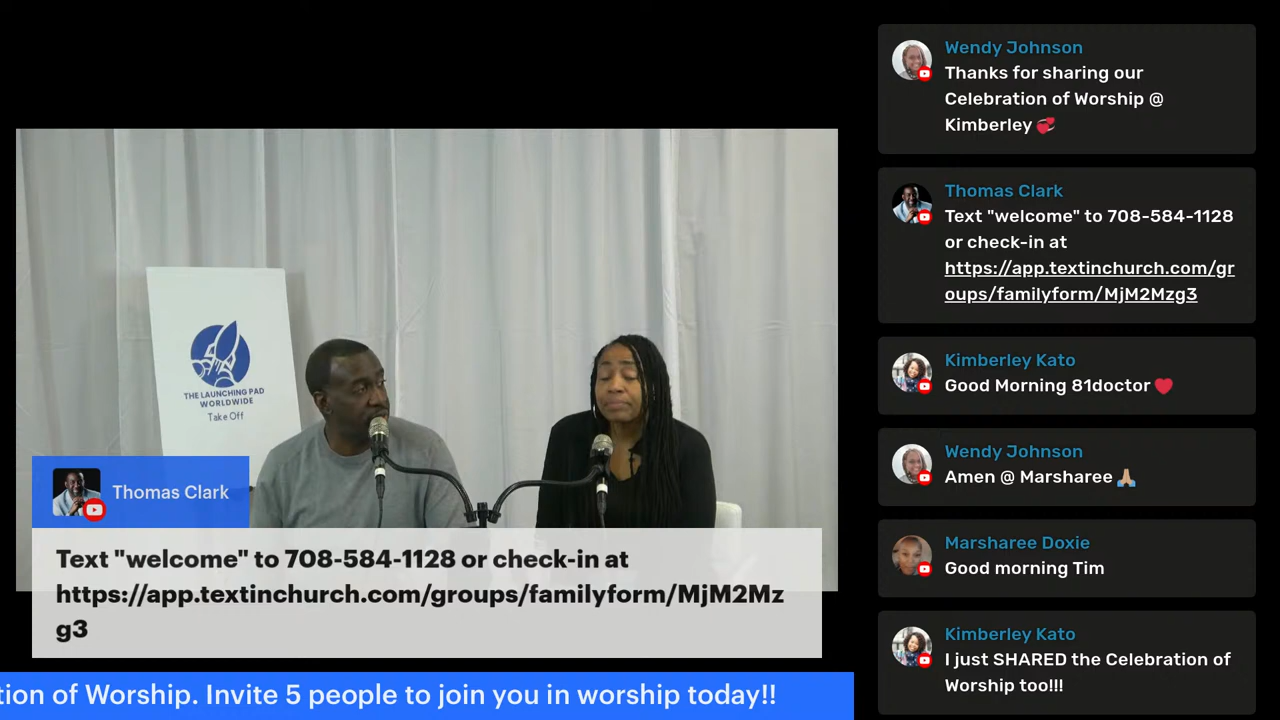 THE LAUNCHING PAD
WORLDWIDE
Take Off
Thomas Clark
Text "welcome" to 708-584-1128 or check-in at
https://app.textinchurch.com/groups/familyform/MjM2Mz
g3
tion of Worship. Invite 5 people to join you in worship today!!
Wendy Johnson
Thanks for sharing our
Celebration of Worship @
Kimberley 💞
Thomas Clark
Text "welcome" to 708-584-1128
or check-in at
https://app.textinchurch.com/gr
oups/familyform/MjM2Mzg3
Kimberley Kato
Good Morning 81doctor ❤️
Wendy Johnson
Amen @ Marsharee 🙏🏽
Marsharee Doxie
Good morning Tim
Kimberley Kato
I just SHARED the Celebration of
Worship too!!!